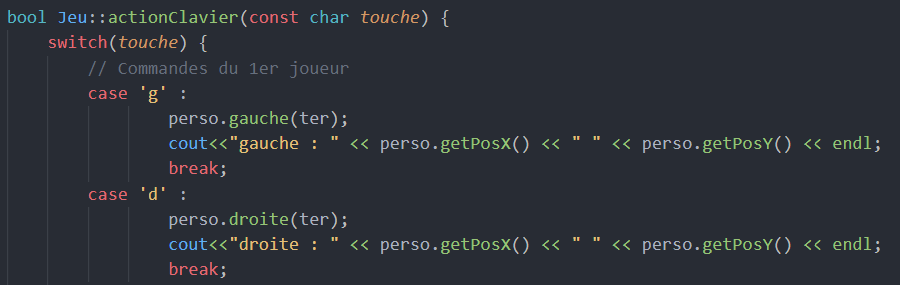 bool Jeu::actionClavier(const char touche) {
switch(touche) {
// Commandes du 1er joueur
case 'g' :
perso.gauche(ter);
cout<<"gauche : " << perso.getPosX() << " " << perso.getPosY() << endl;
break;
case 'd' :
perso.droite(ter);
cout<<"droite : " << perso.getPosX() << " " << perso.getPosY() << endl;
break;